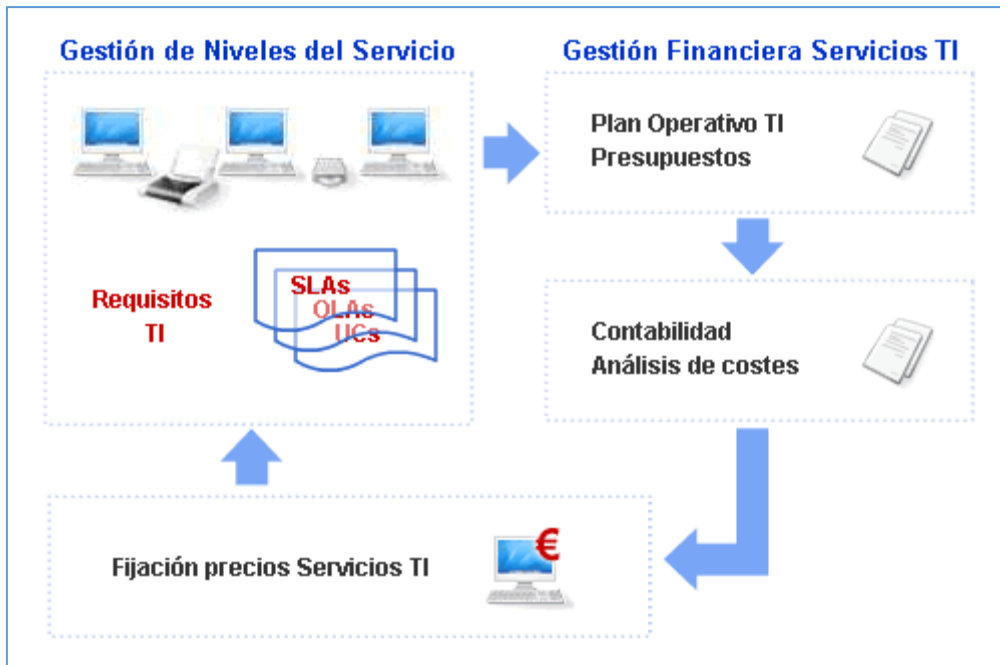 Gestión de Niveles del Servicio
Gestión Financiera Servicios TI
Plan Operativo TI
Presupuestos
Requisitos
TI
SLAs
OLAs
UCs
Contabilidad
Análisis de costes
Fijación precios Servicios TI
€